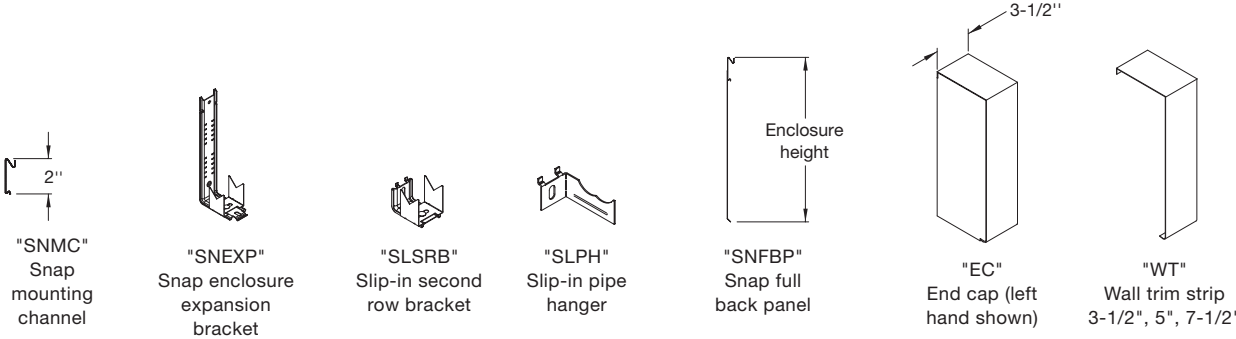 3-1/2''
2''
Enclosure
height
"SNMC"
Snap
mounting
channel
"SNEXP"
Snap enclosure
expansion
bracket
"SLSRB"
Slip-in second
row bracket
"SLPH"
Slip-in pipe
hanger
"SNFBP"
Snap full
back panel
"EC"
End cap (left
hand shown)
"WT"
Wall trim strip
3-1/2", 5", 7-1/2"